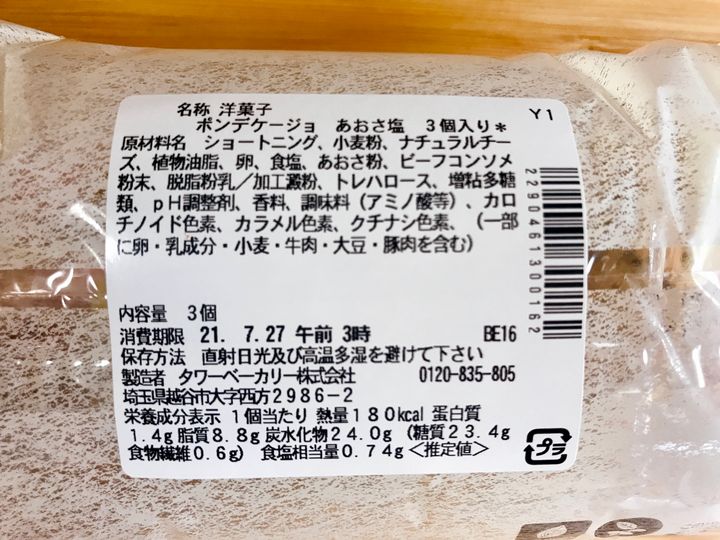 名称 洋菓子
Y1
ポンデケージョ あおさ塩 3個入り*
原材料名 ショートニング、小麦粉、ナチュラルチー
ズ、植物油脂、卵、食塩、あおさ粉、ビーフコンソメ
粉末、脱脂粉乳/加工澱粉、トレハロース、増粘多糖
類、pH調整剤、香料、調味料(アミノ酸等)、カロ
チノイド色素、カラメル色素、クチナシ色素、(一部
に卵・乳成分・小麦・牛肉・大豆・豚肉を含む)
2290461300162
内容量 3個
消費期限 21. 7.27 午前 3時 BE16
保存方法 直射日光及び高温多湿を避けて下さい
製造者 タワーベーカリー株式会社 0120-835-805
埼玉県越谷市大字西方2986-2
栄養成分表示 1個当たり 熱量180kcal 蛋白質
1.4g 脂質8.8g 炭水化物24.0g (糖質23.4g
食物繊維0.6g) 食塩相当量0.74g<推定値>
プラ